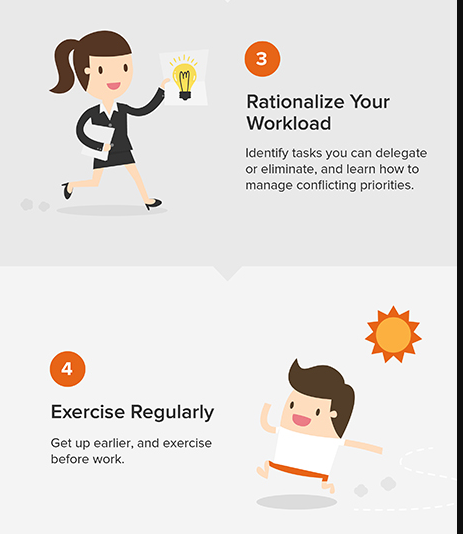 3
Rationalize Your
Workload
Identify tasks you can delegate
or eliminate, and learn how to
manage conflicting priorities.
4
Exercise Regularly
Get up earlier, and exercise
before work.